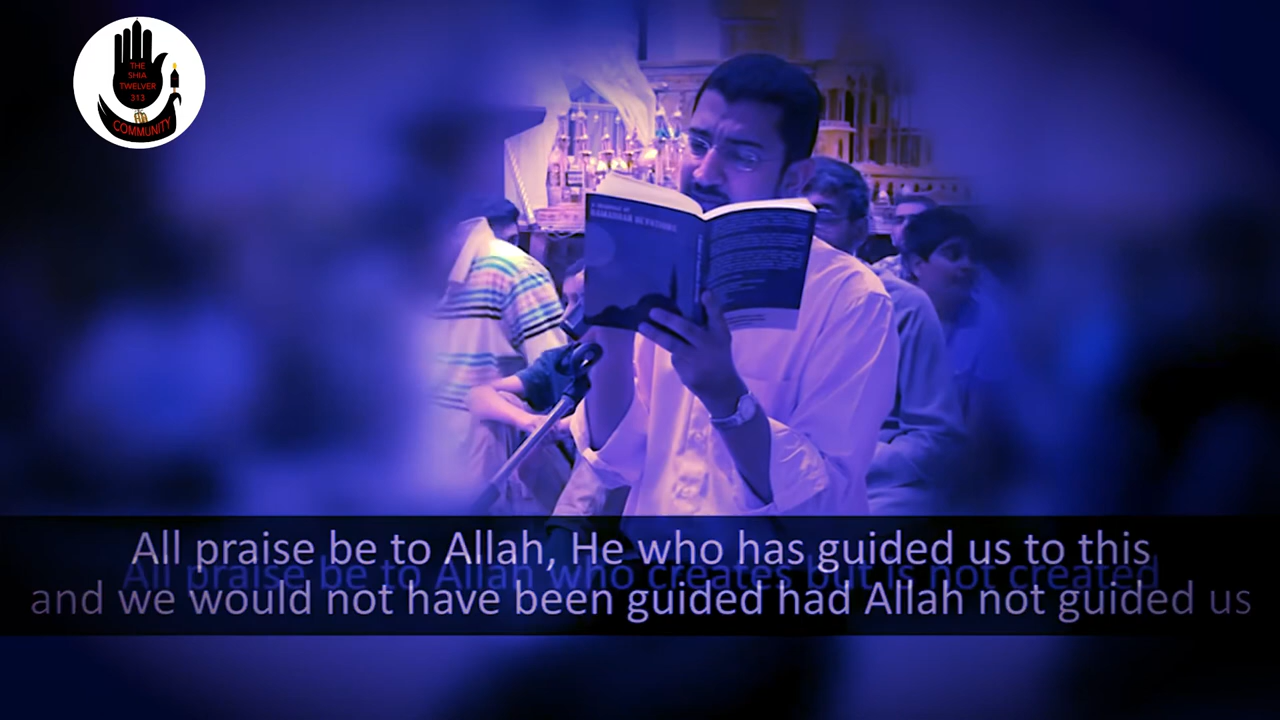 THE
SHIA
TWELVER
313
COMMUNITY
RAMADHAN DEVOTIONS
All praise be to Allah, He who has guided us to this
All praise be to Allah who creates but is not created
and we would not have been guided had Allah not guided us